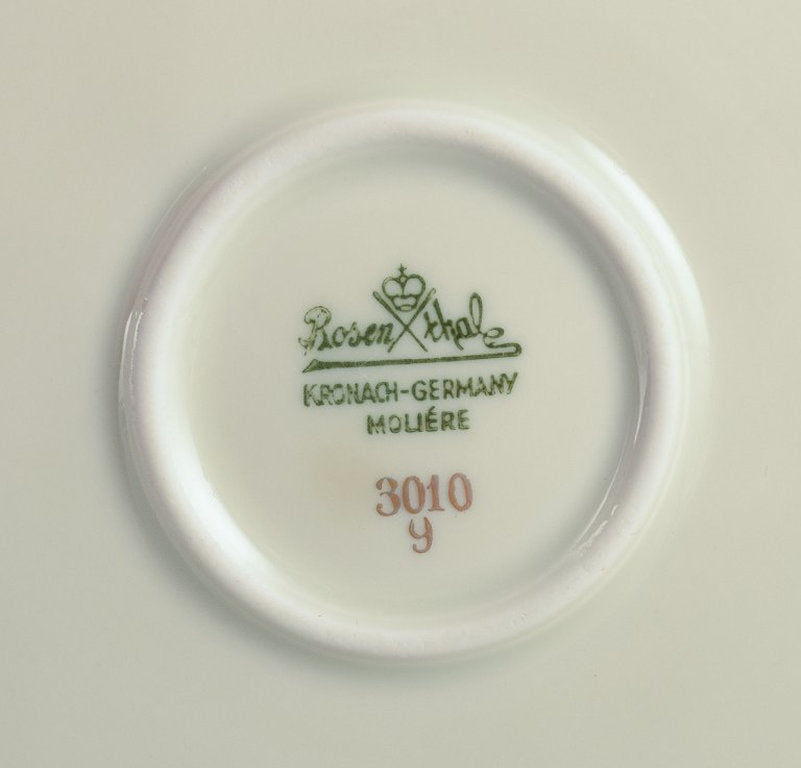 Rosenthal
KRONACH-GERMANY
MOLIÉRE
3010
y